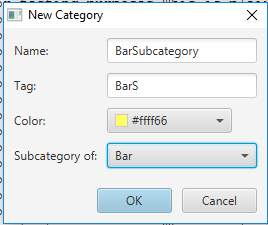 New Category
Name: BarSubcategory
Tag: BarS
Color: #ffff66
Subcategory of: Bar
OK Cancel